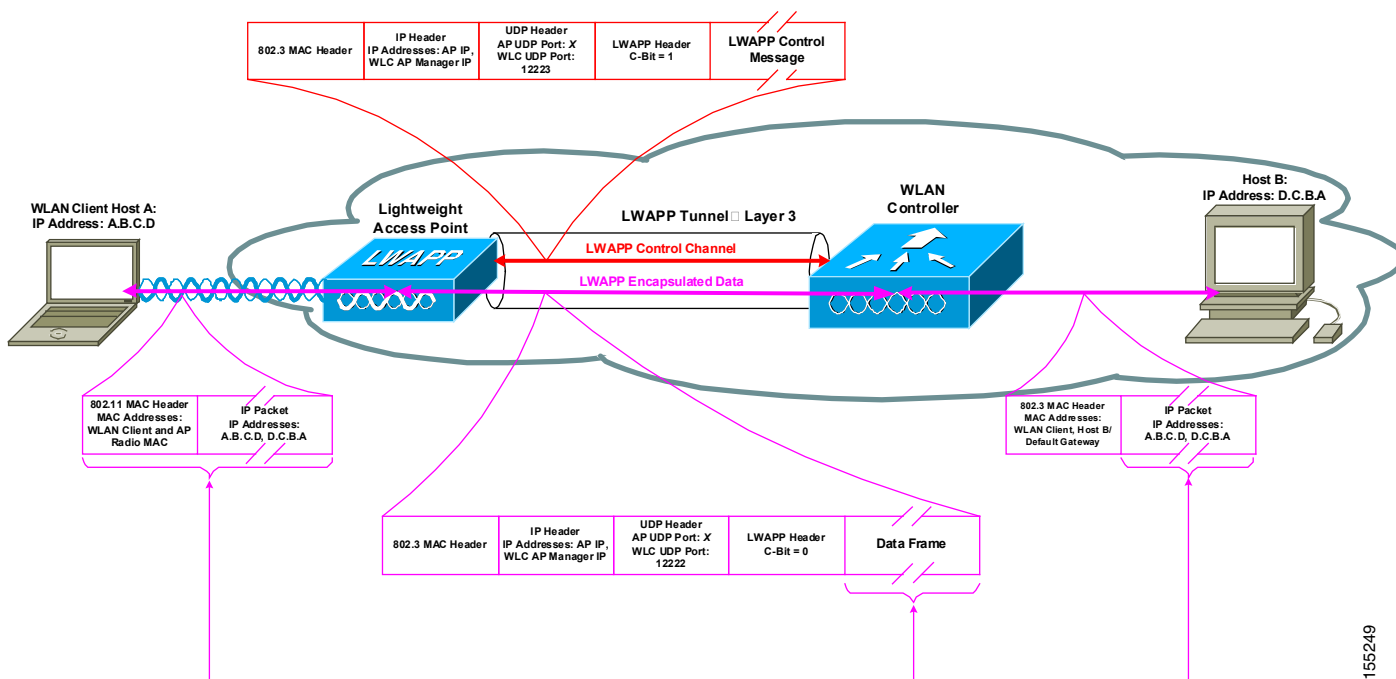 802.3 MAC Header
IP Header
IP Addresses: AP IP,
WLC AP Manager IP
UDP Header
AP UDP Port: X
WLC UDP Port:
12223
LWAPP Header
C-Bit = 1
LWAPP Control
Message
WLAN Client Host A:
IP Address: A.B.C.D
Lightweight
Access Point
LWAPP
LWAPP Tunnel□ Layer 3
LWAPP Control Channel
LWAPP Encapsulated Data
WLAN
Controller
Host B:
IP Address: D.C.B.A
802.11 MAC Header
MAC Addresses:
WLAN Client and AP
Radio MAC
IP Packet
IP Addresses:
A.B.C.D, D.C.B.A
802.3 MAC Header
MAC Addresses:
WLAN Client, Host B/
Default Gateway
IP Packet
IP Addresses:
A.B.C.D, D.C.B.A
802.3 MAC Header
IP Header
IP Addresses: AP IP,
WLC AP Manager IP
UDP Header
AP UDP Port: X
WLC UDP Port:
12222
LWAPP Header
C-Bit = 0
Data Frame
155249